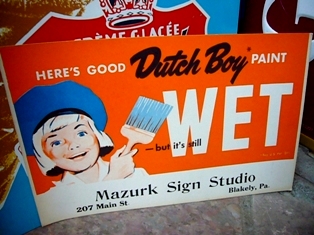 CRÈME GLACÉE
HERE'S GOOD Dutch Boy PAINT
WET
—but it's still
Mazurk Sign Studio
207 Main St. Blakely, Pa.